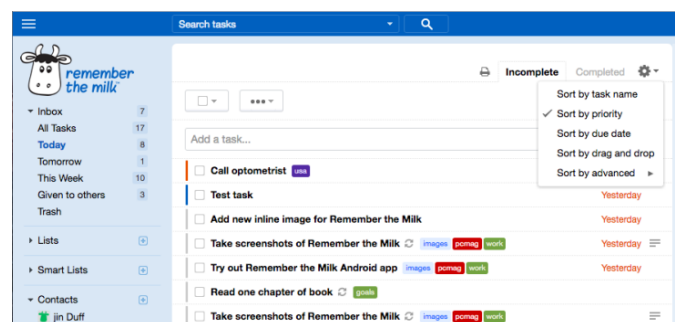 Search tasks
remember
the milk
Incomplete
Completed
Sort by task name
Sort by priority
Sort by due date
Sort by drag and drop
Sort by advanced
Inbox 7
All Tasks 17
Today 8
Tomorrow 1
This Week 10
Given to others 3
Trash
Lists
Smart Lists
Contacts
jin Duff
Add a task...
Call optometrist usa
Test task Yesterday
Add new inline image for Remember the Milk Yesterday
Take screenshots of Remember the Milk images pcmag work Yesterday
Try out Remember the Milk Android app images pcmag work Yesterday
Read one chapter of book goals
Take screenshots of Remember the Milk images pcmag work